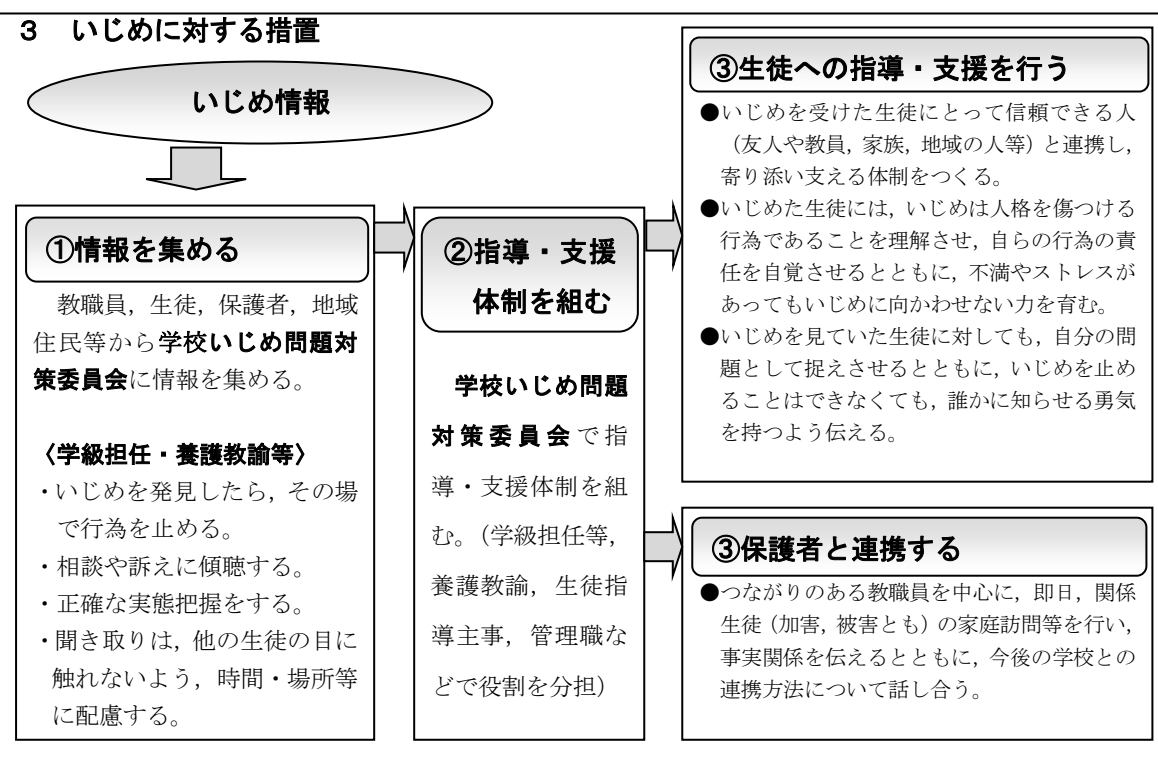 ３　いじめに対する措置
いじめ情報
①情報を集める
教職員，生徒，保護者，地域
住民等から学校いじめ問題対
策委員会に情報を集める。
〈学級担任・養護教諭等〉
・いじめを発見したら，その場
で行為を止める。
・相談や訴えに傾聴する。
・正確な実態把握をする。
・聞き取りは，他の生徒の目に
触れないよう，時間・場所等
に配慮する。
②指導・支援
体制を組む
学校いじめ問題
対策委員会で指
導・支援体制を組
む。（学級担任等，
養護教諭，生徒指
導主事，管理職な
どで役割を分担）
③生徒への指導・支援を行う
●いじめを受けた生徒にとって信頼できる人
（友人や教員，家族，地域の人等）と連携し，
寄り添い支える体制をつくる。
●いじめた生徒には，いじめは人格を傷つける
行為であることを理解させ，自らの行為の責
任を自覚させるとともに，不満やストレスが
あってもいじめに向かわせない力を育む。
●いじめを見ていた生徒に対しても，自分の問
題として捉えさせるとともに，いじめを止め
ることはできなくても，誰かに知らせる勇気
を持つよう伝える。
③保護者と連携する
●つながりのある教職員を中心に，即日，関係
生徒（加害，被害とも）の家庭訪問等を行い，
事実関係を伝えるとともに，今後の学校との
連携方法について話し合う。